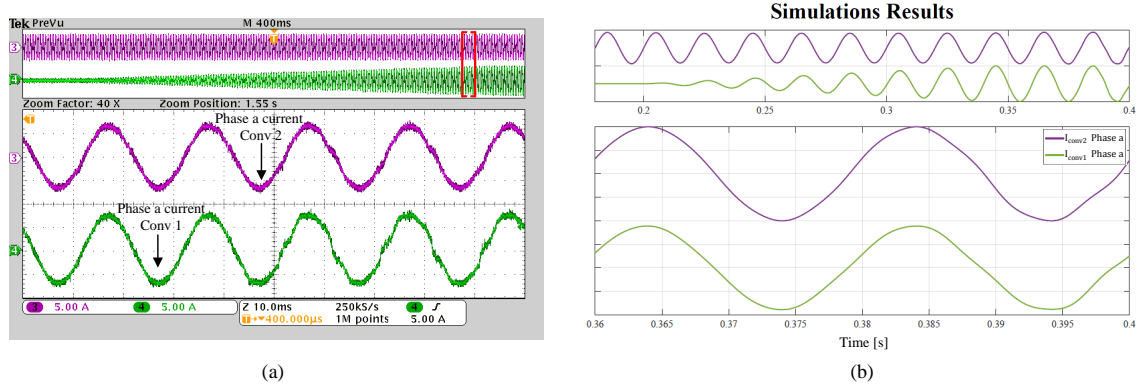 Tek PreVu M 400ms
3
4
Zoom Factor: 40 X Zoom Position: 1.55 s
Phase a current
Conv 2
3
Phase a current
Conv 1
4
3 5.00 A 4 5.00 A Z 10.0ms 250kS/s 4
T→▼400.000µs 1M points 5.00 A
(a)
Simulations Results
0.2 0.25 0.3 0.35 0.4
I_conv2 Phase a
I_conv1 Phase a
0.36 0.365 0.37 0.375 0.38 0.385 0.39 0.395 0.4
Time [s]
(b)